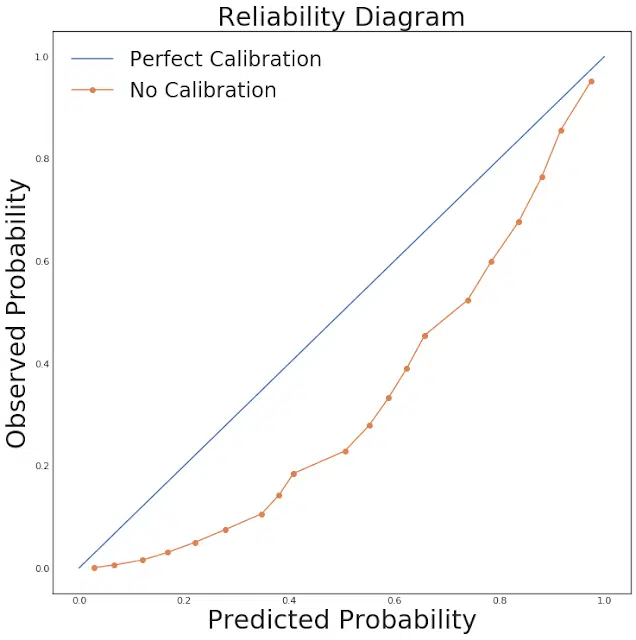 Reliability Diagram
Perfect Calibration
No Calibration
Observed Probability
1.0
0.8
0.6
0.4
0.2
0.0
0.0 0.2 0.4 0.6 0.8 1.0
Predicted Probability